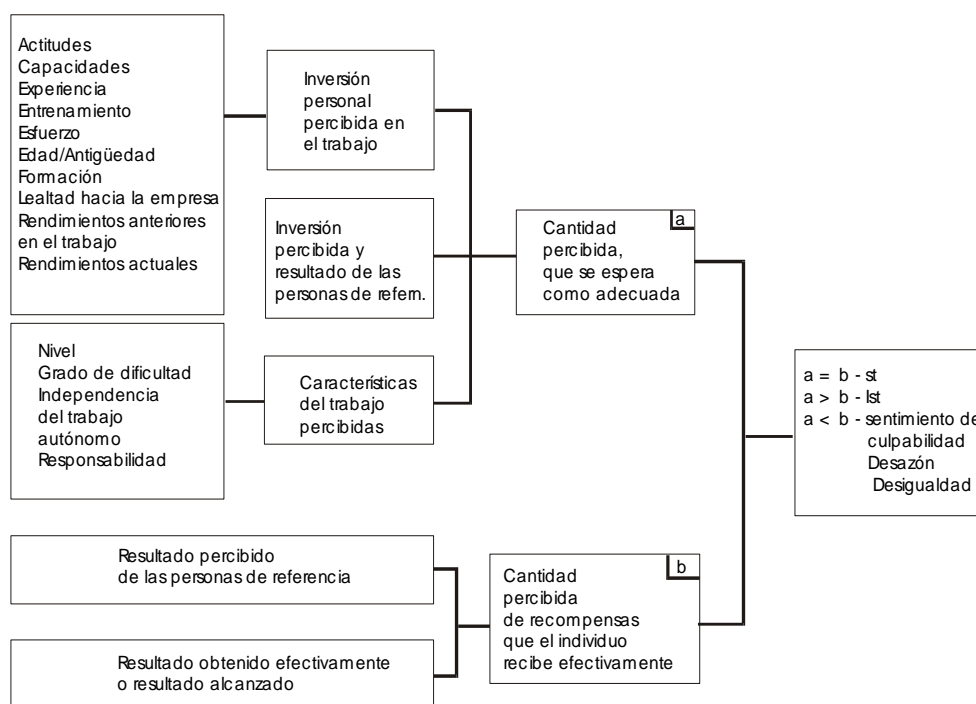 Actitudes
Capacidades
Experiencia
Entrenamiento
Esfuerzo
Edad/Antigüedad
Formación
Lealtad hacia la empresa
Rendimientos anteriores
en el trabajo
Rendimientos actuales
Inversión
personal
percibida en
el trabajo
Inversión
percibida y
resultado de las
personas de refern.
Nivel
Grado de dificultad
Independencia
del trabajo
autónomo
Responsabilidad
Características
del trabajo
percibidas
a
Cantidad
percibida,
que se espera
como adecuada
Resultado percibido
de las personas de referencia
Resultado obtenido efectivamente
o resultado alcanzado
b
Cantidad
percibida
de recompensas
que el individuo
recibe efectivamente
a = b - st
a > b - Ist
a < b - sentimiento de
culpabilidad
Desazón
Desigualdad